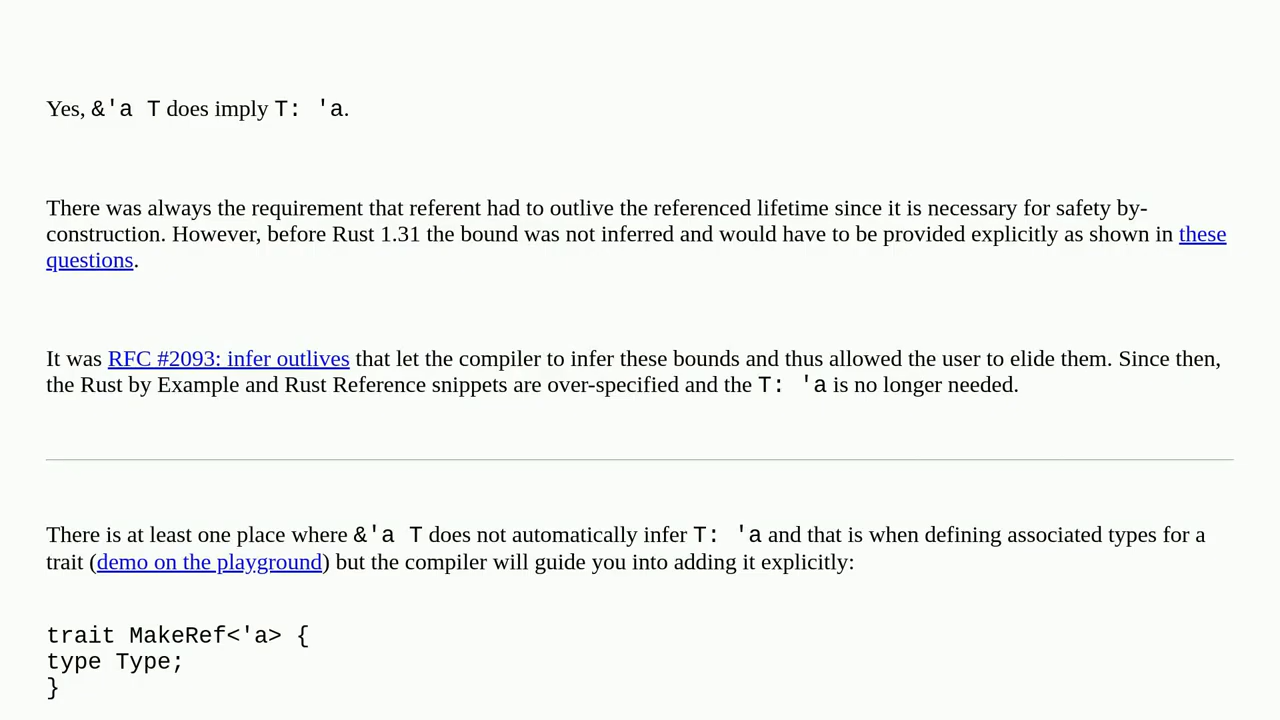 Yes, &'a T does imply T: 'a.
There was always the requirement that referent had to outlive the referenced lifetime since it is necessary for safety by-
construction. However, before Rust 1.31 the bound was not inferred and would have to be provided explicitly as shown in these
questions.
It was RFC #2093: infer outlives that let the compiler to infer these bounds and thus allowed the user to elide them. Since then,
the Rust by Example and Rust Reference snippets are over-specified and the T: 'a is no longer needed.
There is at least one place where &'a T does not automatically infer T: 'a and that is when defining associated types for a
trait (demo on the playground) but the compiler will guide you into adding it explicitly:
trait MakeRef<'a> {
type Type;
}